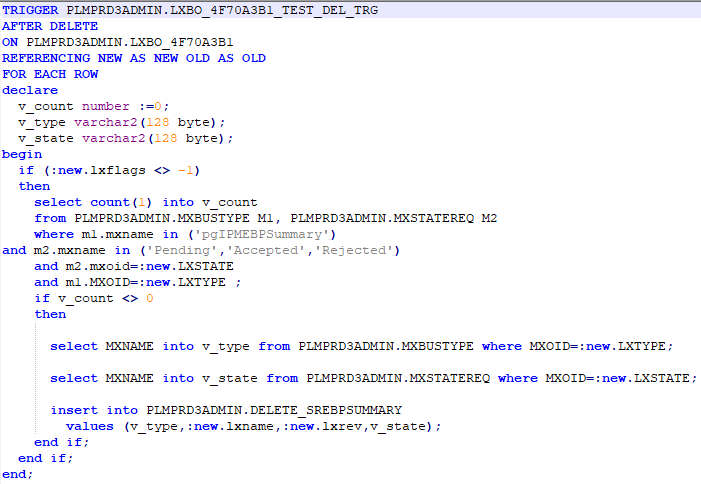 TRIGGER PLMPRD3ADMIN.LXBO_4F70A3B1_TEST_DEL_TRG
AFTER DELETE
ON PLMPRD3ADMIN.LXBO_4F70A3B1
REFERENCING NEW AS NEW OLD AS OLD
FOR EACH ROW
declare
v_count number :=0;
v_type varchar2(128 byte);
v_state varchar2(128 byte);
begin
if (:new.lxflags <> -1)
then
select count(1) into v_count
from PLMPRD3ADMIN.MXBUSTYPE M1, PLMPRD3ADMIN.MXSTATEREQ M2
where m1.mxname in ('pgIPMEBPSummary')
and m2.mxname in ('Pending','Accepted','Rejected')
and m2.mxoid=:new.LXSTATE
and m1.MXOID=:new.LXTYPE ;
if v_count <> 0
then
select MXNAME into v_type from PLMPRD3ADMIN.MXBUSTYPE where MXOID=:new.LXTYPE;
select MXNAME into v_state from PLMPRD3ADMIN.MXSTATEREQ where MXOID=:new.LXSTATE;
insert into PLMPRD3ADMIN.DELETE_SREBPSUMMARY
values (v_type,:new.lxname,:new.lxrev,v_state);
end if;
end if;
end;